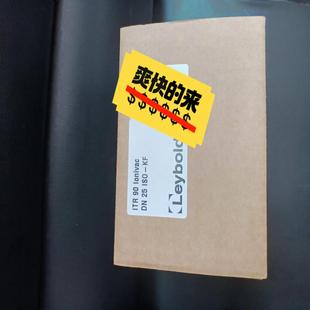 爽快的来
$$$$$$
ITR 90 Ionivac
DN 25 ISO-KF
Leybold